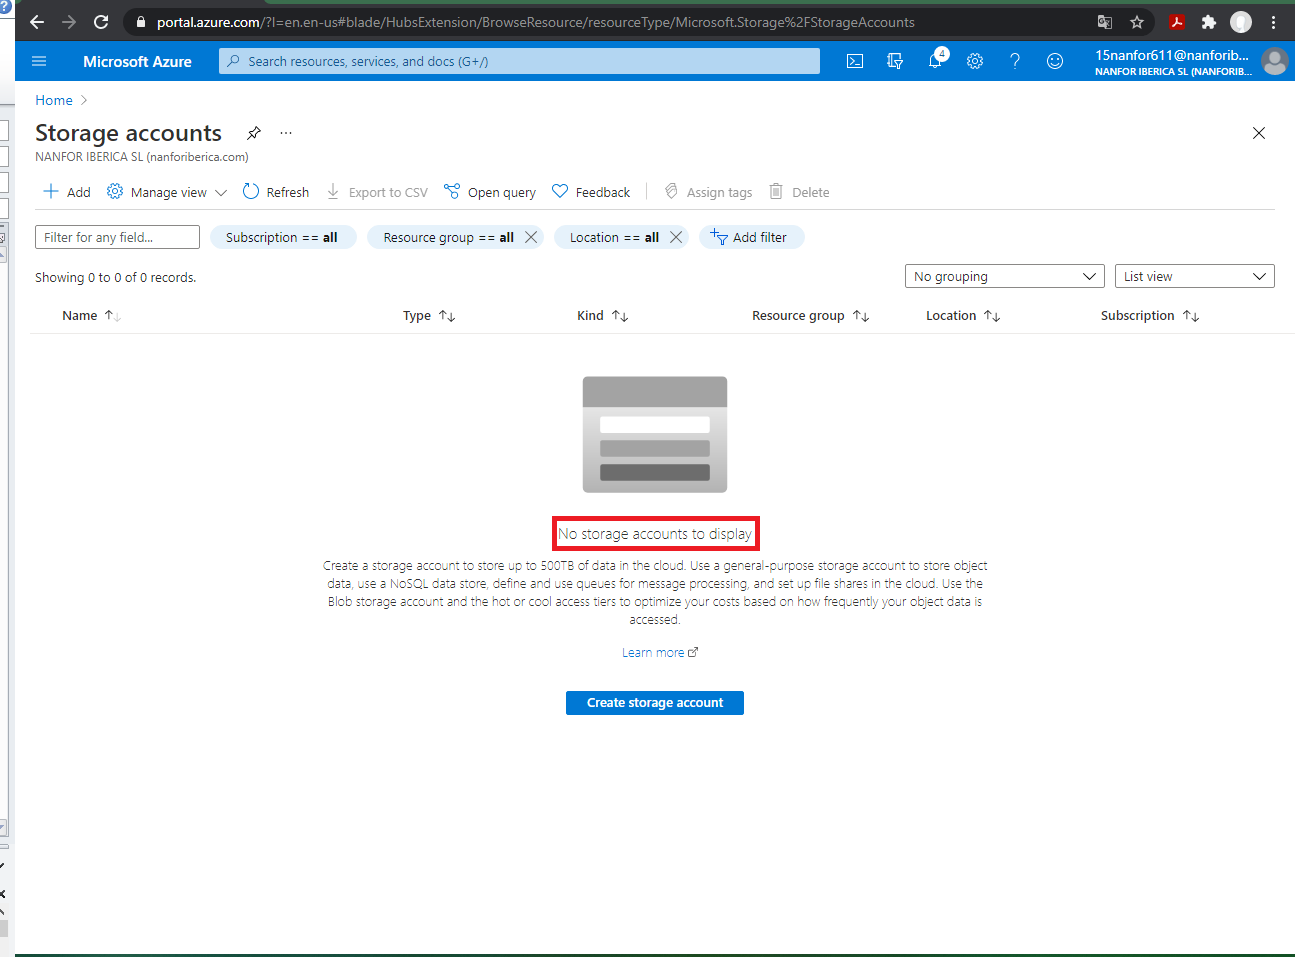 portal.azure.com/?l=en.en-us#blade/HubsExtension/BrowseResource/resourceType/Microsoft.Storage%2FStorageAccounts
Microsoft Azure
Search resources, services, and docs (G+/)
4
15nanfor611@nanforib...
NANFOR IBERICA SL (NANFORIB...
Home
Storage accounts
NANFOR IBERICA SL (nanforiberica.com)
Add Manage view Refresh Export to CSV Open query Feedback Assign tags Delete
Filter for any field... Subscription == all Resource group == all Location == all Add filter
Showing 0 to 0 of 0 records. No grouping List view
Name Type Kind Resource group Location Subscription
No storage accounts to display
Create a storage account to store up to 500TB of data in the cloud. Use a general-purpose storage account to store object
data, use a NoSQL data store, define and use queues for message processing, and set up file shares in the cloud. Use the
Blob storage account and the hot or cool access tiers to optimize your costs based on how frequently your object data is
accessed.
Learn more
Create storage account